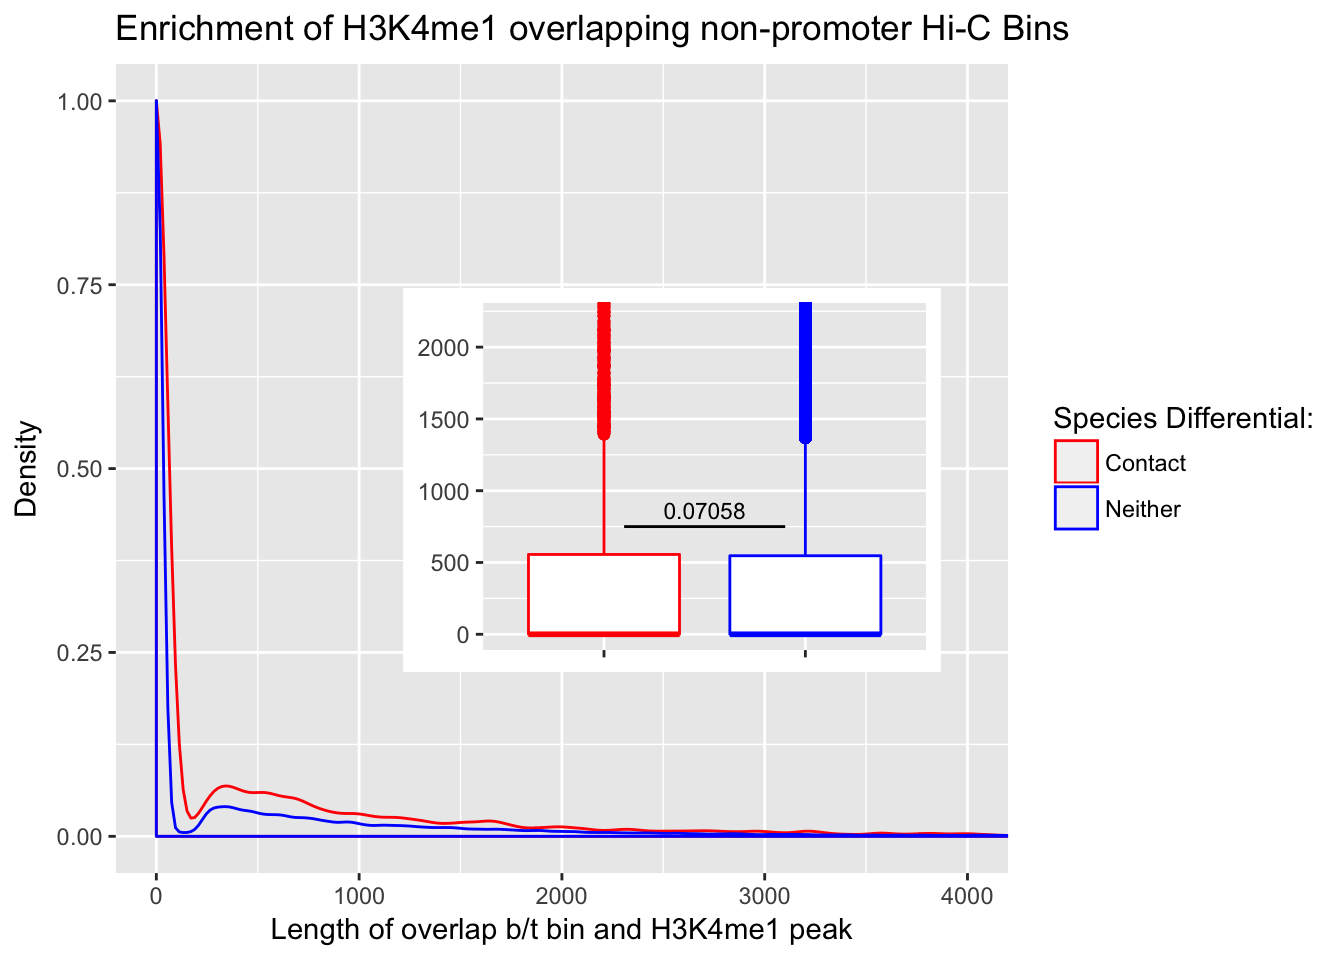 Enrichment of H3K4me1 overlapping non-promoter Hi-C Bins
1.00
0.75
0.50
0.25
0.00
Density
0
1000
2000
3000
4000
Length of overlap b/t bin and H3K4me1 peak
2000
1500
1000
500
0
0.07058
Species Differential:
Contact
Neither